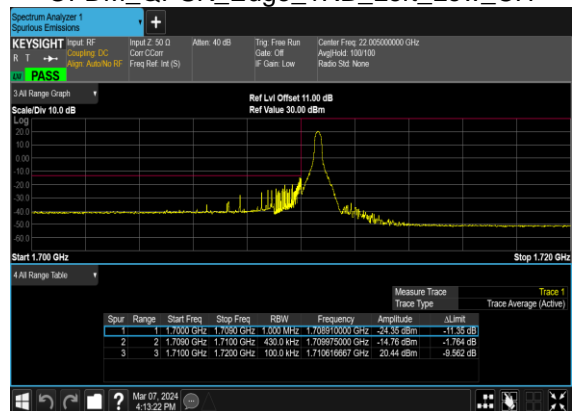 Spectrum Analyzer 1
Spurious Emissions
+
KEYSIGHT Input: RF Input Z: 50 Ω Atten: 40 dB Trig: Free Run Center Freq: 22.005000000 GHz
R T Coupling: DC Corr CCorr Gate: Off Avg|Hold: 100/100
Align: Auto/No RF Freq Ref: Int (S) IF Gain: Low Radio Std: None
LW PASS
3 All Range Graph
Ref Lvl Offset 11.00 dB
Scale/Div 10.0 dB Ref Value 30.00 dBm
Log
20.0
10.0
0.00
-10.0
-20.0
-30.0
-40.0
-50.0
-60.0
Start 1.700 GHz Stop 1.720 GHz
4 All Range Table
Measure Trace Trace 1
Trace Type Trace Average (Active)
Spur Range Start Freq Stop Freq RBW Frequency Amplitude ΔLimit
1 1 1.7000 GHz 1.7090 GHz 1.000 MHz 1.708910000 GHz -24.35 dBm -11.35 dB
2 2 1.7090 GHz 1.7100 GHz 430.0 kHz 1.709975000 GHz -14.76 dBm -1.764 dB
3 3 1.7100 GHz 1.7200 GHz 100.0 kHz 1.710616667 GHz 20.44 dBm -9.562 dB
? Mar 07, 2024
4:13:22 PM